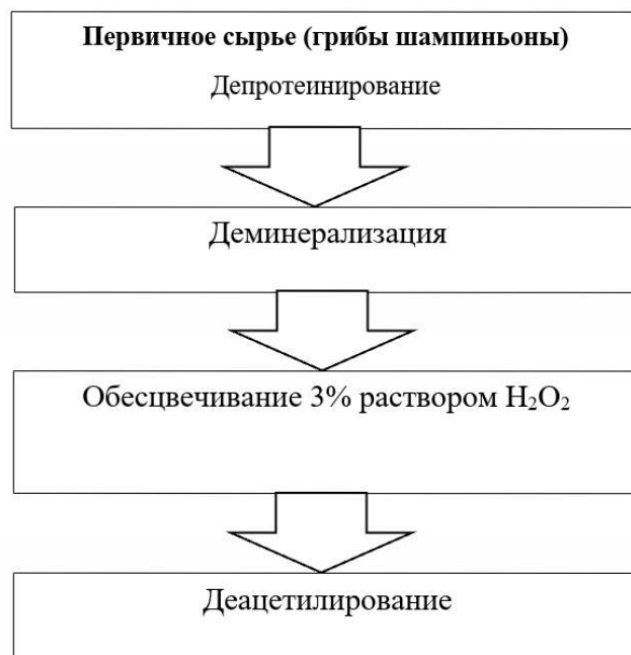 Первичное сырье (грибы шампиньоны)
Депротеинирование
Деминерализация
Обесцвечивание 3% раствором H₂O₂
Деацетилирование